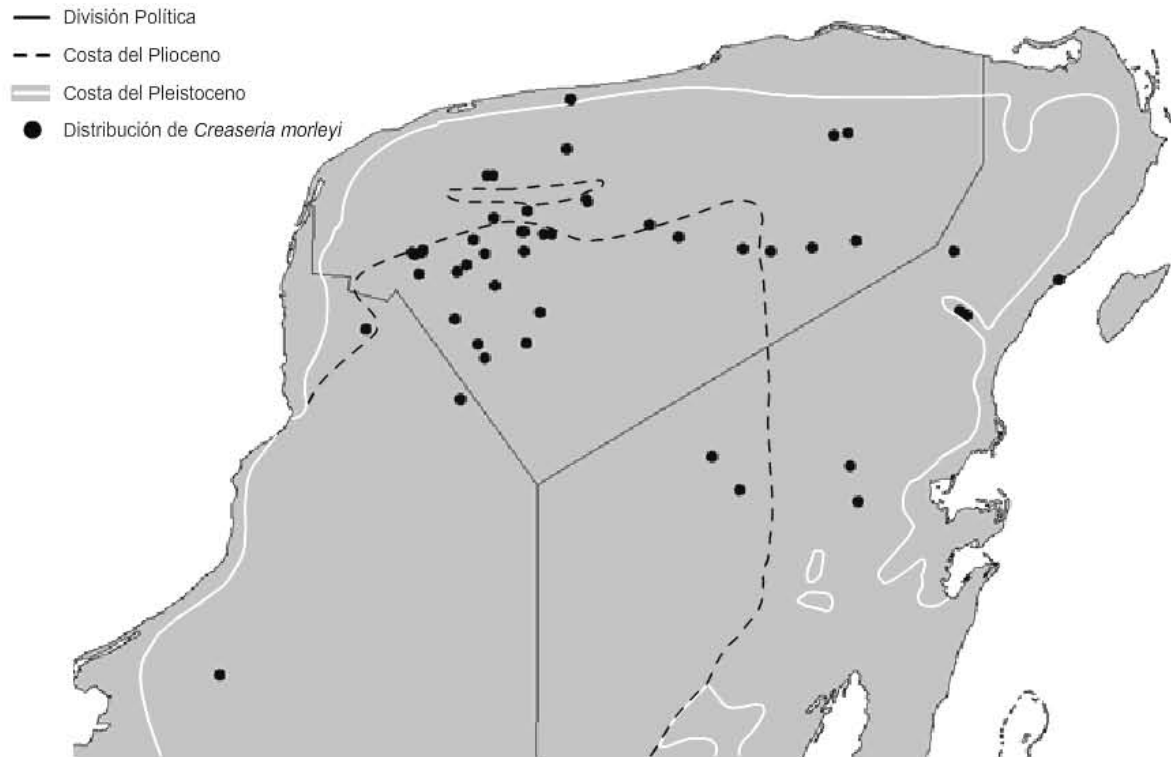 División Política
Costa del Plioceno
Costa del Pleistoceno
Distribución de Creaseria morleyi